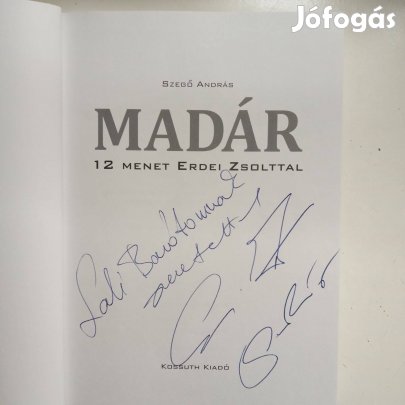 Jófogás
Szegő András
MADÁR
12 menet Erdei Zsolttal
Lali Barátomnak
szeretettel
Kossuth Kiadó